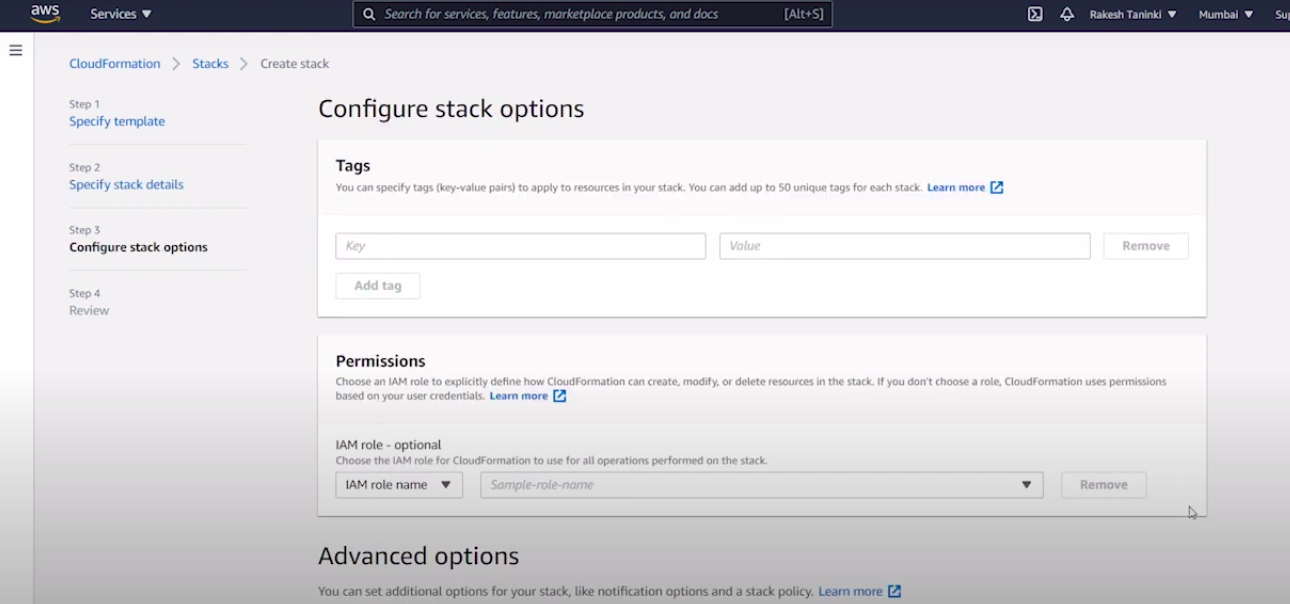 aws
Services ▼
Search for services, features, marketplace products, and docs [Alt+S]
Rakesh Taninki ▼
Mumbai ▼
Sup
CloudFormation > Stacks > Create stack
Step 1
Specify template
Step 2
Specify stack details
Step 3
Configure stack options
Step 4
Review
Configure stack options
Tags
You can specify tags (key-value pairs) to apply to resources in your stack. You can add up to 50 unique tags for each stack. Learn more
Key
Value
Remove
Add tag
Permissions
Choose an IAM role to explicitly define how CloudFormation can create, modify, or delete resources in the stack. If you don't choose a role, CloudFormation uses permissions
based on your user credentials. Learn more
IAM role - optional
Choose the IAM role for CloudFormation to use for all operations performed on the stack.
IAM role name ▼
Sample-role-name ▼
Remove
Advanced options
You can set additional options for your stack, like notification options and a stack policy. Learn more